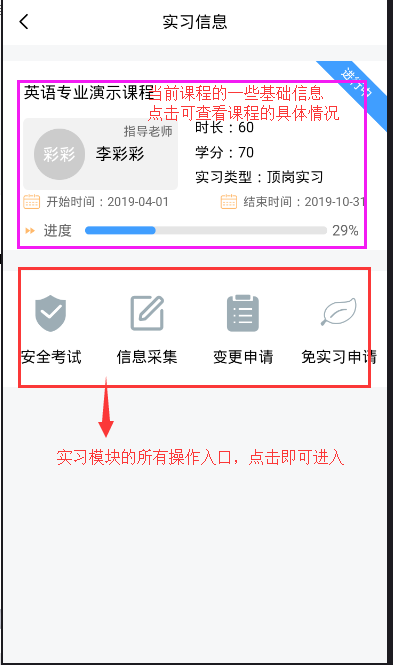 实习信息
进行中
英语专业演示课程
当前课程的一些基础信息
点击可查看课程的具体情况
指导老师
彩彩
李彩彩
时长：60
学分：70
实习类型：顶岗实习
开始时间：2019-04-01
结束时间：2019-10-31
进度
29%
安全考试
信息采集
变更申请
免实习申请
实习模块的所有操作入口，点击即可进入